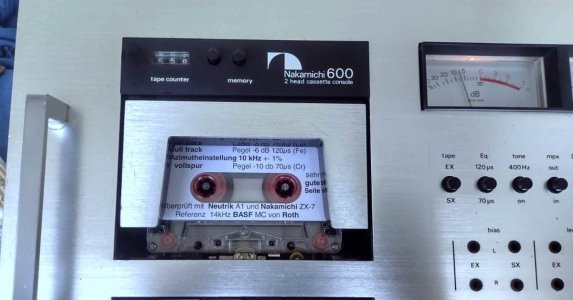 Nakamichi 600
2 head cassette console
tape counter
memory
dB
full track Pegel -6 dB 120µs (Fe)
Azimutheinstellung 10 kHz +- 1%
vollspur Pegel -10 db 70µs (Cr)
gute
Seite
überprüft mit Neutrik A1 und Nakamichi ZX-7
Referenz 14kHz BASF MC von Roth
tape Eq tone mpx
EX 120µs 400Hz out
SX 70µs on in
bias
L
EX SX EX
R